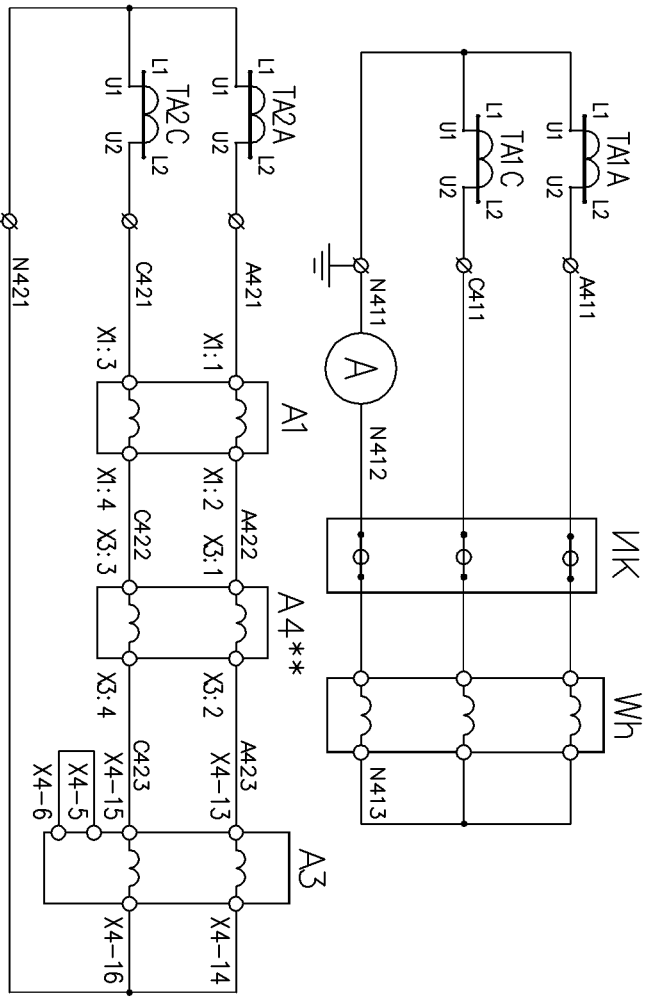 TA1A ИК Wh
L1 L2
A411
U1 U2
TA1C
L1 L2
C411
U1 U2
N411 A N412 N413
TA2A A1 A4** A3
L1 L2
A421 A422 A423
U1 U2 X1:1 X1:2 X3:1 X3:2 X4-13 X4-14
TA2C
L1 L2
C421 C422 C423
U1 U2 X1:3 X1:4 X3:3 X3:4 X4-15 X4-16
X4-5
X4-6
N421